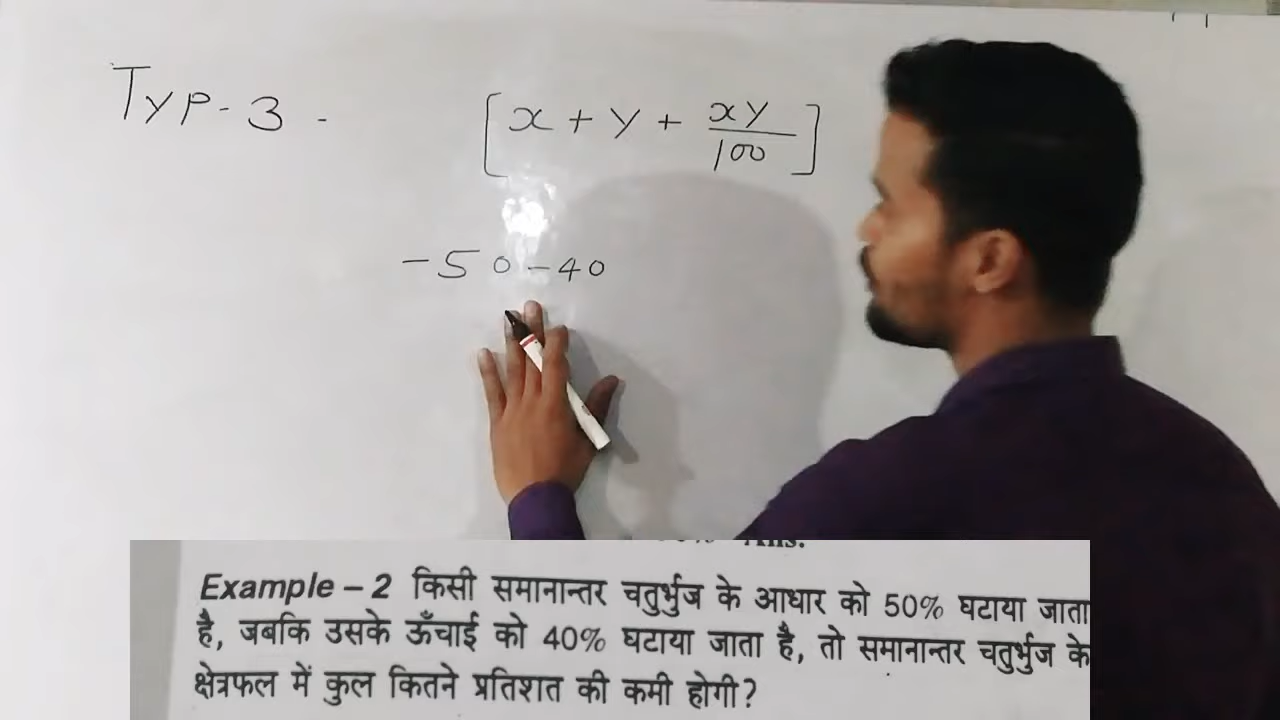 Typ-3-
[x + y + xy/100]
-50-40
Ans.
Example – 2 किसी समानान्तर चतुर्भुज के आधार को 50% घटाया जाता
है, जबकि उसके ऊँचाई को 40% घटाया जाता है, तो समानान्तर चतुर्भुज के
क्षेत्रफल में कुल कितने प्रतिशत की कमी होगी?